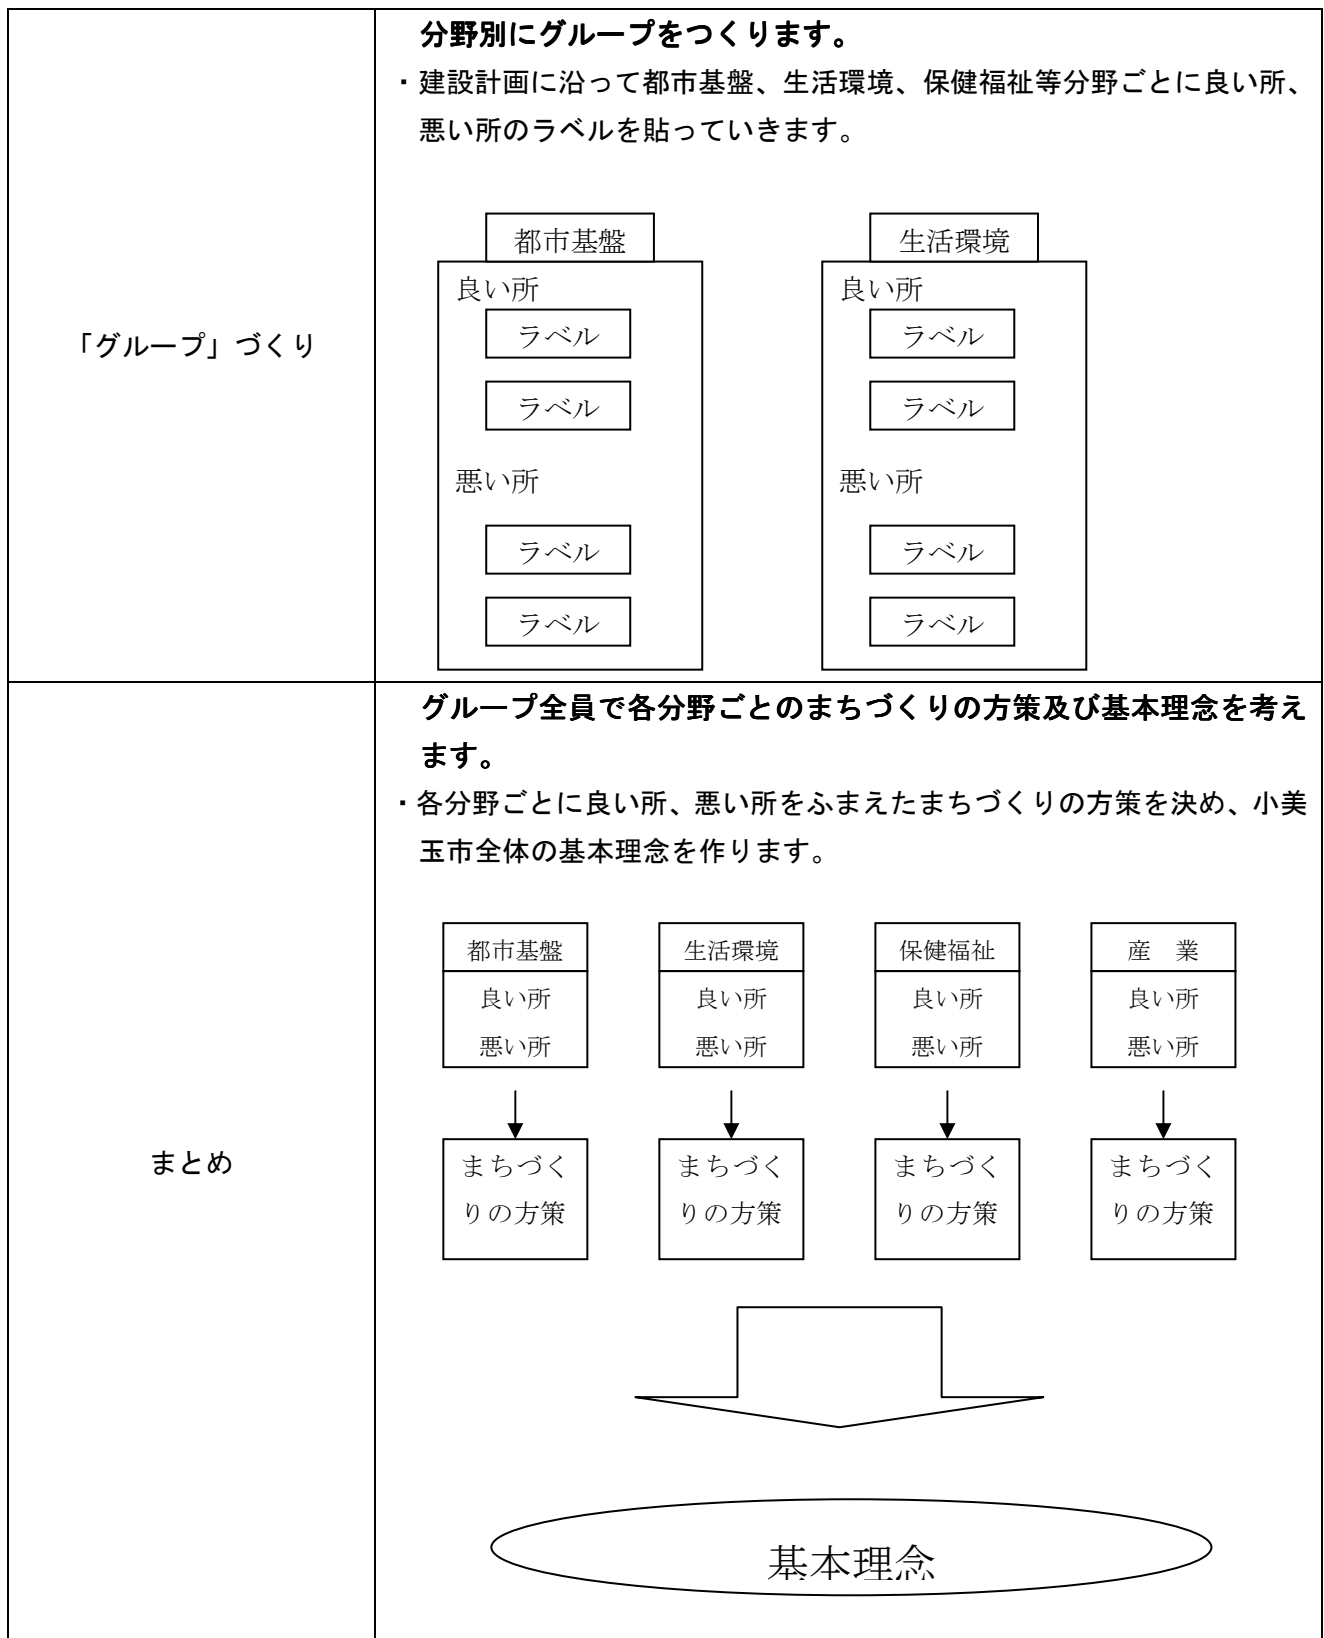 「グループ」づくり
分野別にグループをつくります。
・建設計画に沿って都市基盤、生活環境、保健福祉等分野ごとに良い所、
悪い所のラベルを貼っていきます。
都市基盤
良い所
ラベル
ラベル
悪い所
ラベル
ラベル
生活環境
良い所
ラベル
ラベル
悪い所
ラベル
ラベル
まとめ
グループ全員で各分野ごとのまちづくりの方策及び基本理念を考え
ます。
・各分野ごとに良い所、悪い所をふまえたまちづくりの方策を決め、小美
玉市全体の基本理念を作ります。
都市基盤
良い所
悪い所
まちづく
りの方策
生活環境
良い所
悪い所
まちづく
りの方策
保健福祉
良い所
悪い所
まちづく
りの方策
産　業
良い所
悪い所
まちづく
りの方策
基本理念